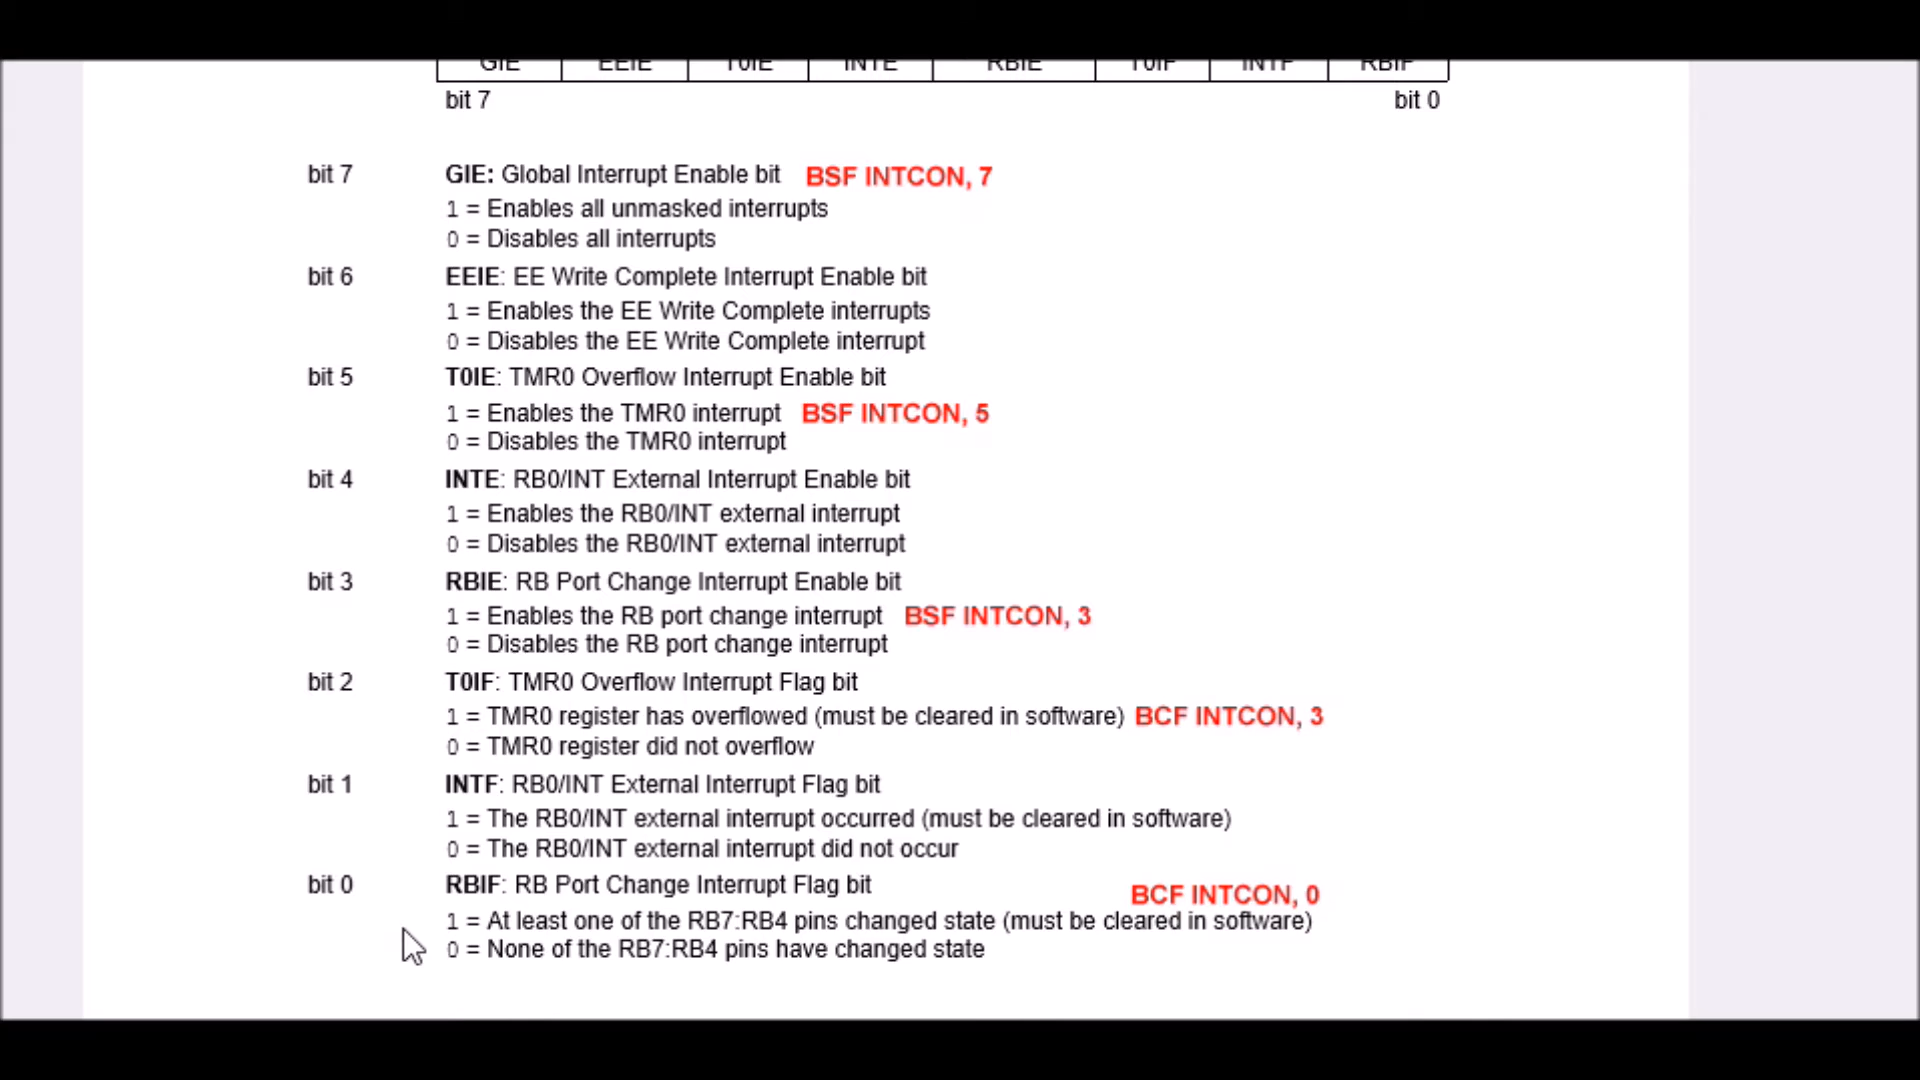 GIE EEIE T0IE INTE RBIE T0IF INTF RBIF
bit 7 bit 0
bit 7 GIE: Global Interrupt Enable bit BSF INTCON, 7
1 = Enables all unmasked interrupts
0 = Disables all interrupts
bit 6 EEIE: EE Write Complete Interrupt Enable bit
1 = Enables the EE Write Complete interrupts
0 = Disables the EE Write Complete interrupt
bit 5 T0IE: TMR0 Overflow Interrupt Enable bit
1 = Enables the TMR0 interrupt BSF INTCON, 5
0 = Disables the TMR0 interrupt
bit 4 INTE: RB0/INT External Interrupt Enable bit
1 = Enables the RB0/INT external interrupt
0 = Disables the RB0/INT external interrupt
bit 3 RBIE: RB Port Change Interrupt Enable bit
1 = Enables the RB port change interrupt BSF INTCON, 3
0 = Disables the RB port change interrupt
bit 2 T0IF: TMR0 Overflow Interrupt Flag bit
1 = TMR0 register has overflowed (must be cleared in software) BCF INTCON, 3
0 = TMR0 register did not overflow
bit 1 INTF: RB0/INT External Interrupt Flag bit
1 = The RB0/INT external interrupt occurred (must be cleared in software)
0 = The RB0/INT external interrupt did not occur
bit 0 RBIF: RB Port Change Interrupt Flag bit BCF INTCON, 0
1 = At least one of the RB7:RB4 pins changed state (must be cleared in software)
0 = None of the RB7:RB4 pins have changed state